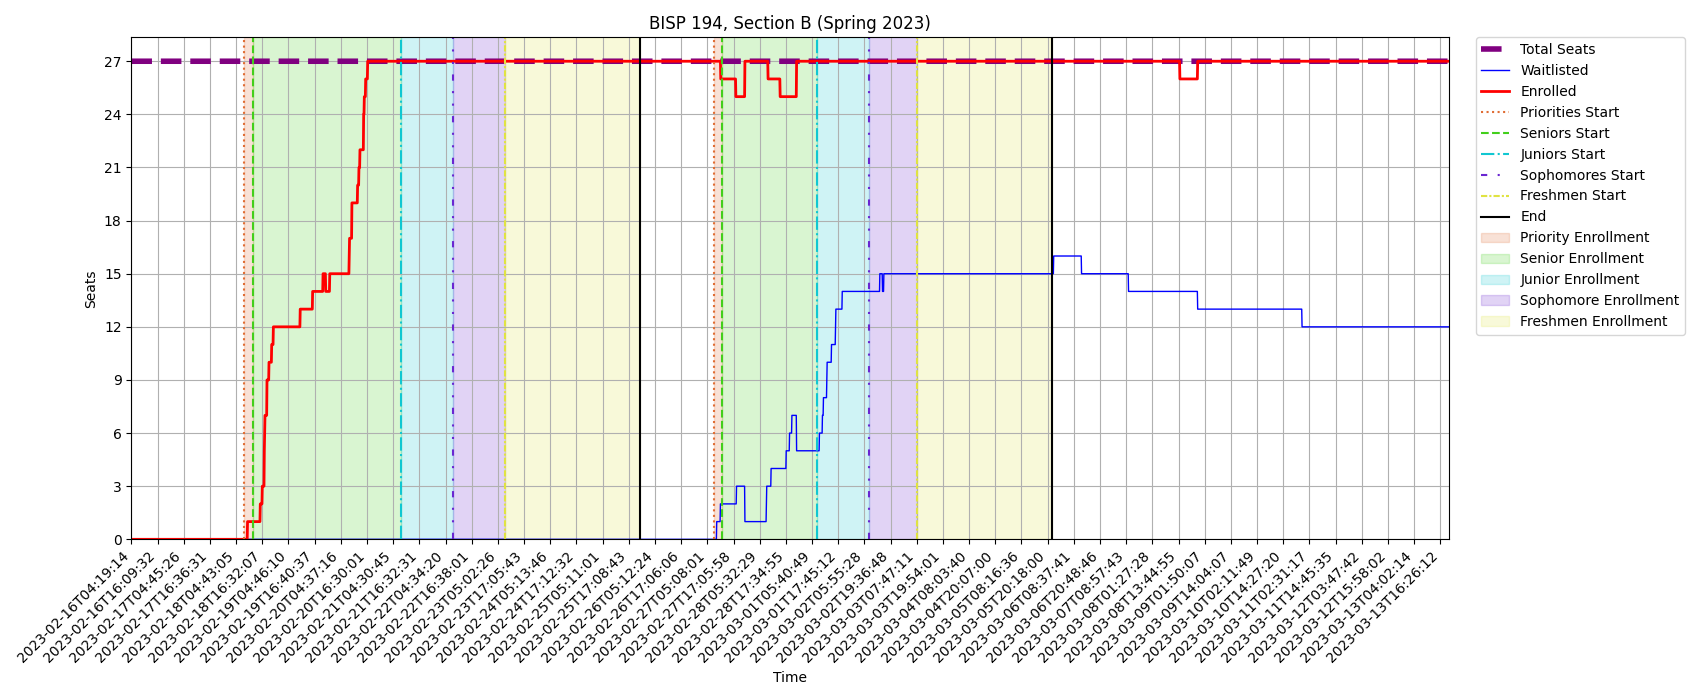 BISP 194, Section B (Spring 2023)
Seats
27
24
21
18
15
12
9
6
3
0
2023-02-16T04:19:14
2023-02-16T16:09:32
2023-02-17T04:45:26
2023-02-17T16:36:31
2023-02-18T04:43:05
2023-02-18T16:32:07
2023-02-19T04:46:10
2023-02-19T16:40:37
2023-02-20T04:37:16
2023-02-20T16:30:01
2023-02-21T04:30:45
2023-02-21T16:32:31
2023-02-22T04:34:20
2023-02-22T16:38:01
2023-02-23T05:02:26
2023-02-23T17:05:43
2023-02-24T05:13:46
2023-02-24T17:12:32
2023-02-25T05:11:01
2023-02-25T17:08:43
2023-02-26T05:12:24
2023-02-26T17:06:06
2023-02-27T05:08:01
2023-02-27T17:05:58
2023-02-28T05:32:29
2023-02-28T17:34:55
2023-03-01T05:40:49
2023-03-01T17:45:12
2023-03-02T05:55:28
2023-03-02T19:36:48
2023-03-03T07:47:11
2023-03-03T19:54:01
2023-03-04T08:03:40
2023-03-04T20:07:00
2023-03-05T08:16:36
2023-03-05T20:18:00
2023-03-06T08:37:41
2023-03-06T20:48:46
2023-03-07T08:57:43
2023-03-08T01:27:28
2023-03-08T13:44:55
2023-03-09T01:50:07
2023-03-09T14:04:07
2023-03-10T02:11:49
2023-03-10T14:27:20
2023-03-11T02:31:17
2023-03-11T14:45:35
2023-03-12T03:47:42
2023-03-12T15:58:02
2023-03-13T04:02:14
2023-03-13T16:26:12
Time
Total Seats
Waitlisted
Enrolled
Priorities Start
Seniors Start
Juniors Start
Sophomores Start
Freshmen Start
End
Priority Enrollment
Senior Enrollment
Junior Enrollment
Sophomore Enrollment
Freshmen Enrollment